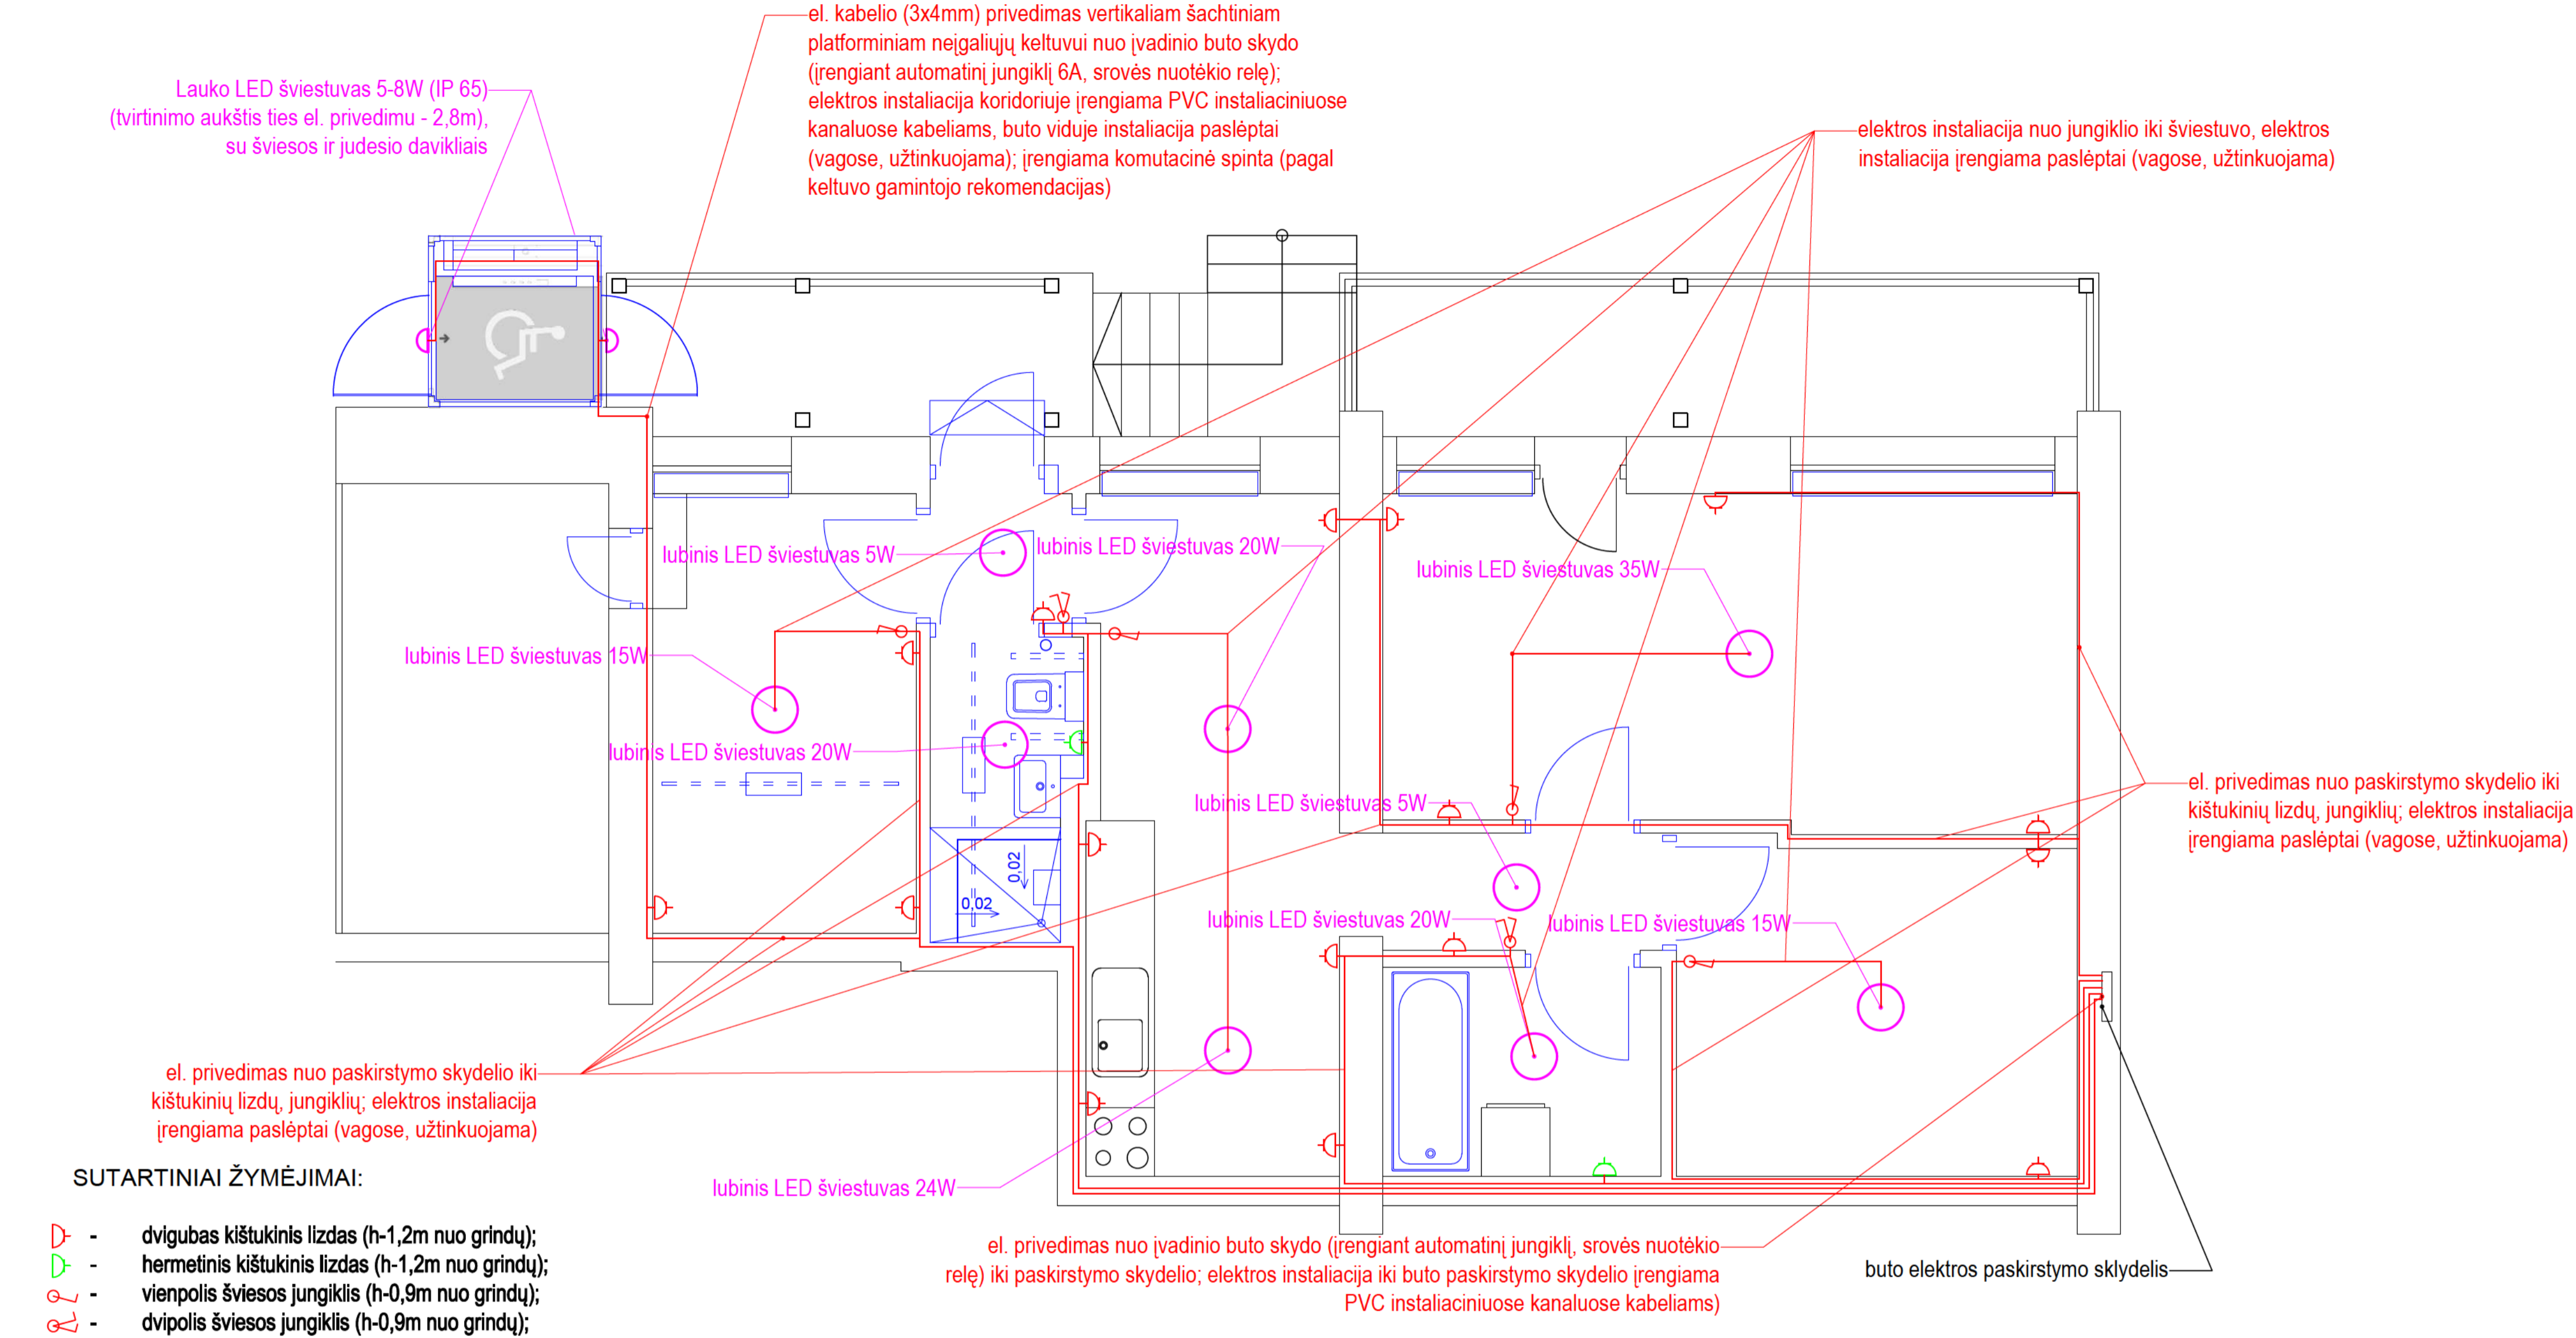 el. kabelio (3x4mm) privedimas vertikaliam šachtiniam
platforminiam neįgaliųjų keltuvui nuo įvadinio buto skydo
(įrengiant automatinį jungiklį 6A, srovės nuotėkio relę);
elektros instaliacija koridoriuje įrengiama PVC instaliaciniuose
kanaluose kabeliams, buto viduje instaliacija paslėptai
(vagose, užtinkuojama); įrengiama komutacinė spinta (pagal
keltuvo gamintojo rekomendacijas)
Lauko LED šviestuvas 5-8W (IP 65)
(tvirtinimo aukštis ties el. privedimu - 2,8m),
su šviesos ir judesio davikliais
elektros instaliacija nuo jungiklio iki šviestuvo, elektros
instaliacija įrengiama paslėptai (vagose, užtinkuojama)
lubinis LED šviestuvas 5W
lubinis LED šviestuvas 20W
lubinis LED šviestuvas 35W
lubinis LED šviestuvas 15W
lubinis LED šviestuvas 20W
lubinis LED šviestuvas 5W
el. privedimas nuo paskirstymo skydelio iki
kištukinių lizdų, jungiklių; elektros instaliacija
įrengiama paslėptai (vagose, užtinkuojama)
0,02
0,02
lubinis LED šviestuvas 20W
lubinis LED šviestuvas 15W
el. privedimas nuo paskirstymo skydelio iki
kištukinių lizdų, jungiklių; elektros instaliacija
įrengiama paslėptai (vagose, užtinkuojama)
lubinis LED šviestuvas 24W
el. privedimas nuo įvadinio buto skydo (įrengiant automatinį jungiklį, srovės nuotėkio
relę) iki paskirstymo skydelio; elektros instaliacija iki buto paskirstymo skydelio įrengiama
PVC instaliaciniuose kanaluose kabeliams)
buto elektros paskirstymo sklydelis
SUTARTINIAI ŽYMĖJIMAI:
- dvigubas kištukinis lizdas (h-1,2m nuo grindų);
- hermetinis kištukinis lizdas (h-1,2m nuo grindų);
- vienpolis šviesos jungiklis (h-0,9m nuo grindų);
- dvipolis šviesos jungiklis (h-0,9m nuo grindų);